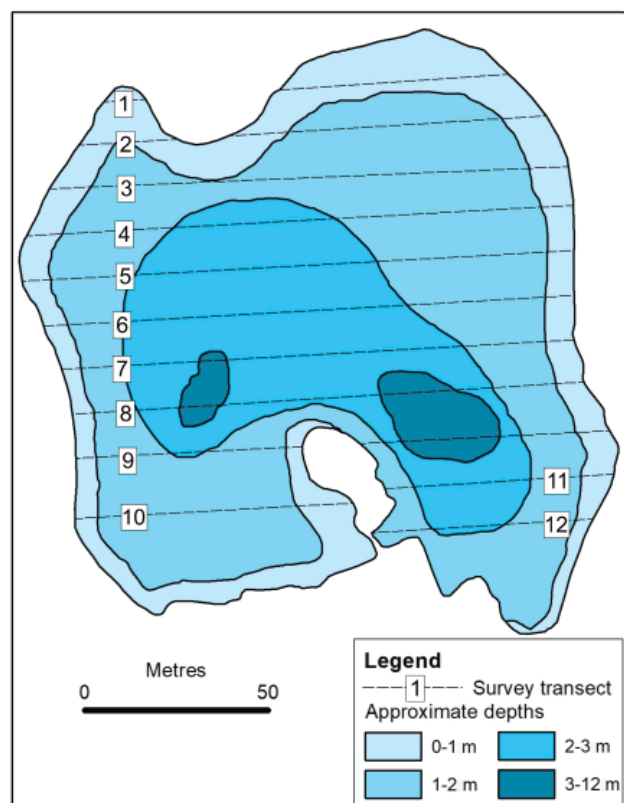 1
2
3
4
5
6
7
8
9
10
11
12
Metres
0 50
Legend
1 Survey transect
Approximate depths
0-1 m 2-3 m
1-2 m 3-12 m